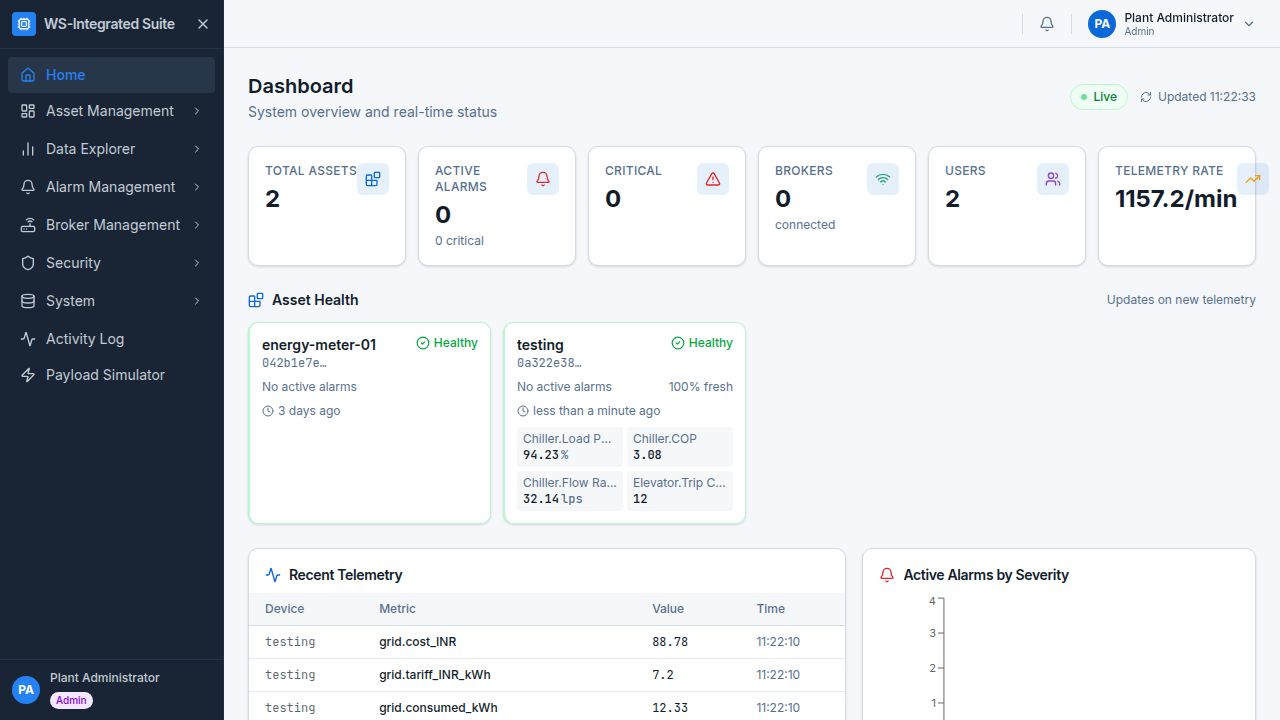 WS-Integrated Suite
Home
Asset Management
Data Explorer
Alarm Management
Broker Management
Security
System
Activity Log
Payload Simulator
PA
Plant Administrator
Admin
PA
Plant Administrator
Admin
Dashboard
System overview and real-time status
Live
Updated 11:22:33
TOTAL ASSETS
2
ACTIVE
ALARMS
0
0 critical
CRITICAL
0
BROKERS
0
connected
USERS
2
TELEMETRY RATE
1157.2/min
Asset Health
Updates on new telemetry
energy-meter-01
Healthy
042b1e7e…
No active alarms
3 days ago
testing
Healthy
0a322e38…
No active alarms
100% fresh
less than a minute ago
Chiller.Load P...
94.23 %
Chiller.COP
3.08
Chiller.Flow Ra...
32.14 lps
Elevator.Trip C...
12
Recent Telemetry
Device Metric Value Time
testing grid.cost_INR 88.78 11:22:10
testing grid.tariff_INR_kWh 7.2 11:22:10
testing grid.consumed_kWh 12.33 11:22:10
Active Alarms by Severity
4
3
2
1